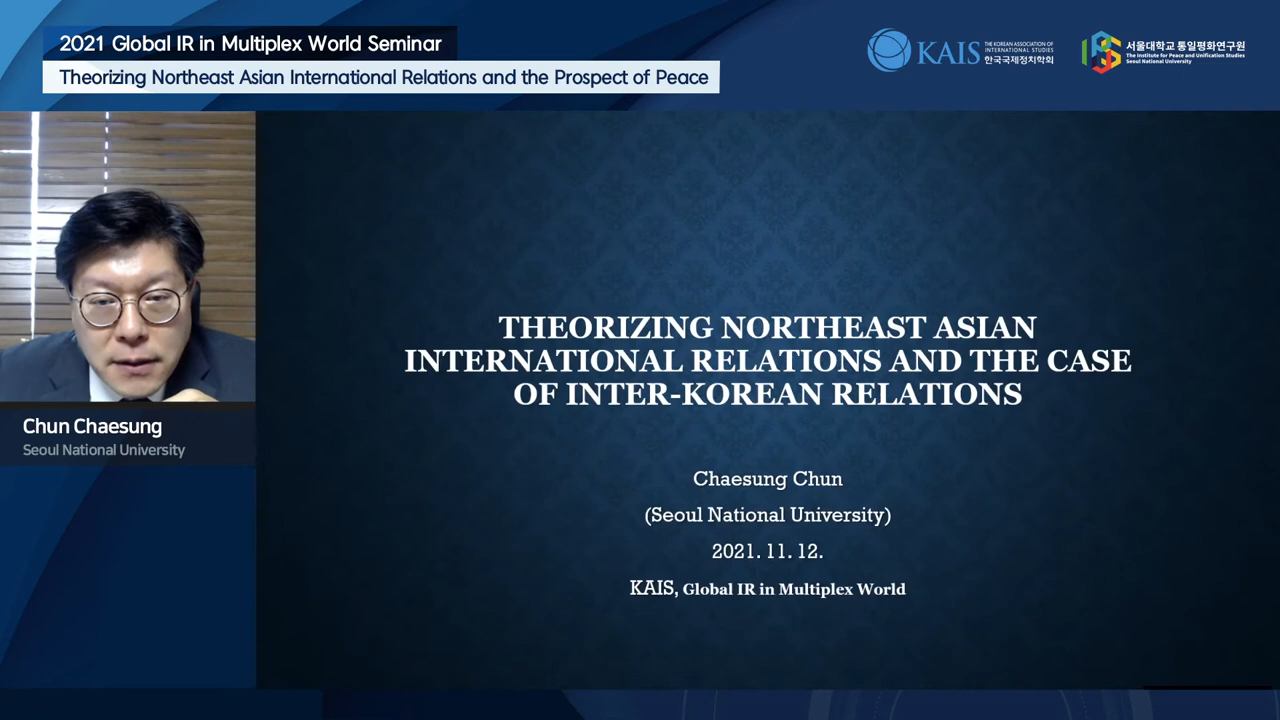 2021 Global IR in Multiplex World Seminar
Theorizing Northeast Asian International Relations and the Prospect of Peace
KAIS
THE KOREAN ASSOCIATION OF
INTERNATIONAL STUDIES
한국국제정치학회
IPUS
서울대학교 통일평화연구원
The Institute for Peace and Unification Studies
Seoul National University
Chun Chaesung
Seoul National University
THEORIZING NORTHEAST ASIAN
INTERNATIONAL RELATIONS AND THE CASE
OF INTER-KOREAN RELATIONS
Chaesung Chun
(Seoul National University)
2021. 11. 12.
KAIS, Global IR in Multiplex World